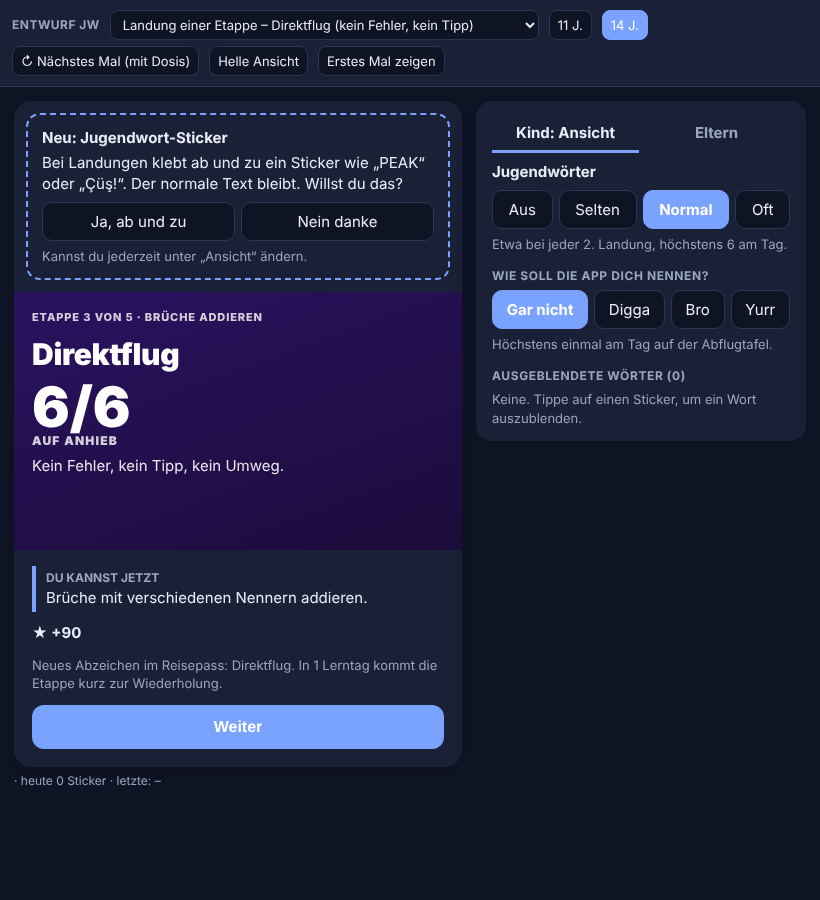 ENTWURF JW
Landung einer Etappe – Direktflug (kein Fehler, kein Tipp)
11 J.
14 J.
↻ Nächstes Mal (mit Dosis)
Helle Ansicht
Erstes Mal zeigen
Neu: Jugendwort-Sticker
Bei Landungen klebt ab und zu ein Sticker wie „PEAK“
oder „Çüş!“. Der normale Text bleibt. Willst du das?
Ja, ab und zu
Nein danke
Kannst du jederzeit unter „Ansicht“ ändern.
ETAPPE 3 VON 5 · BRÜCHE ADDIEREN
Direktflug
6/6
AUF ANHIEB
Kein Fehler, kein Tipp, kein Umweg.
DU KANNST JETZT
Brüche mit verschiedenen Nennern addieren.
★ +90
Neues Abzeichen im Reisepass: Direktflug. In 1 Lerntag kommt die
Etappe kurz zur Wiederholung.
Weiter
· heute 0 Sticker · letzte: –
Kind: Ansicht
Eltern
Jugendwörter
Aus
Selten
Normal
Oft
Etwa bei jeder 2. Landung, höchstens 6 am Tag.
WIE SOLL DIE APP DICH NENNEN?
Gar nicht
Digga
Bro
Yurr
Höchstens einmal am Tag auf der Abflugtafel.
AUSGEBLENDETE WÖRTER (0)
Keine. Tippe auf einen Sticker, um ein Wort
auszublenden.